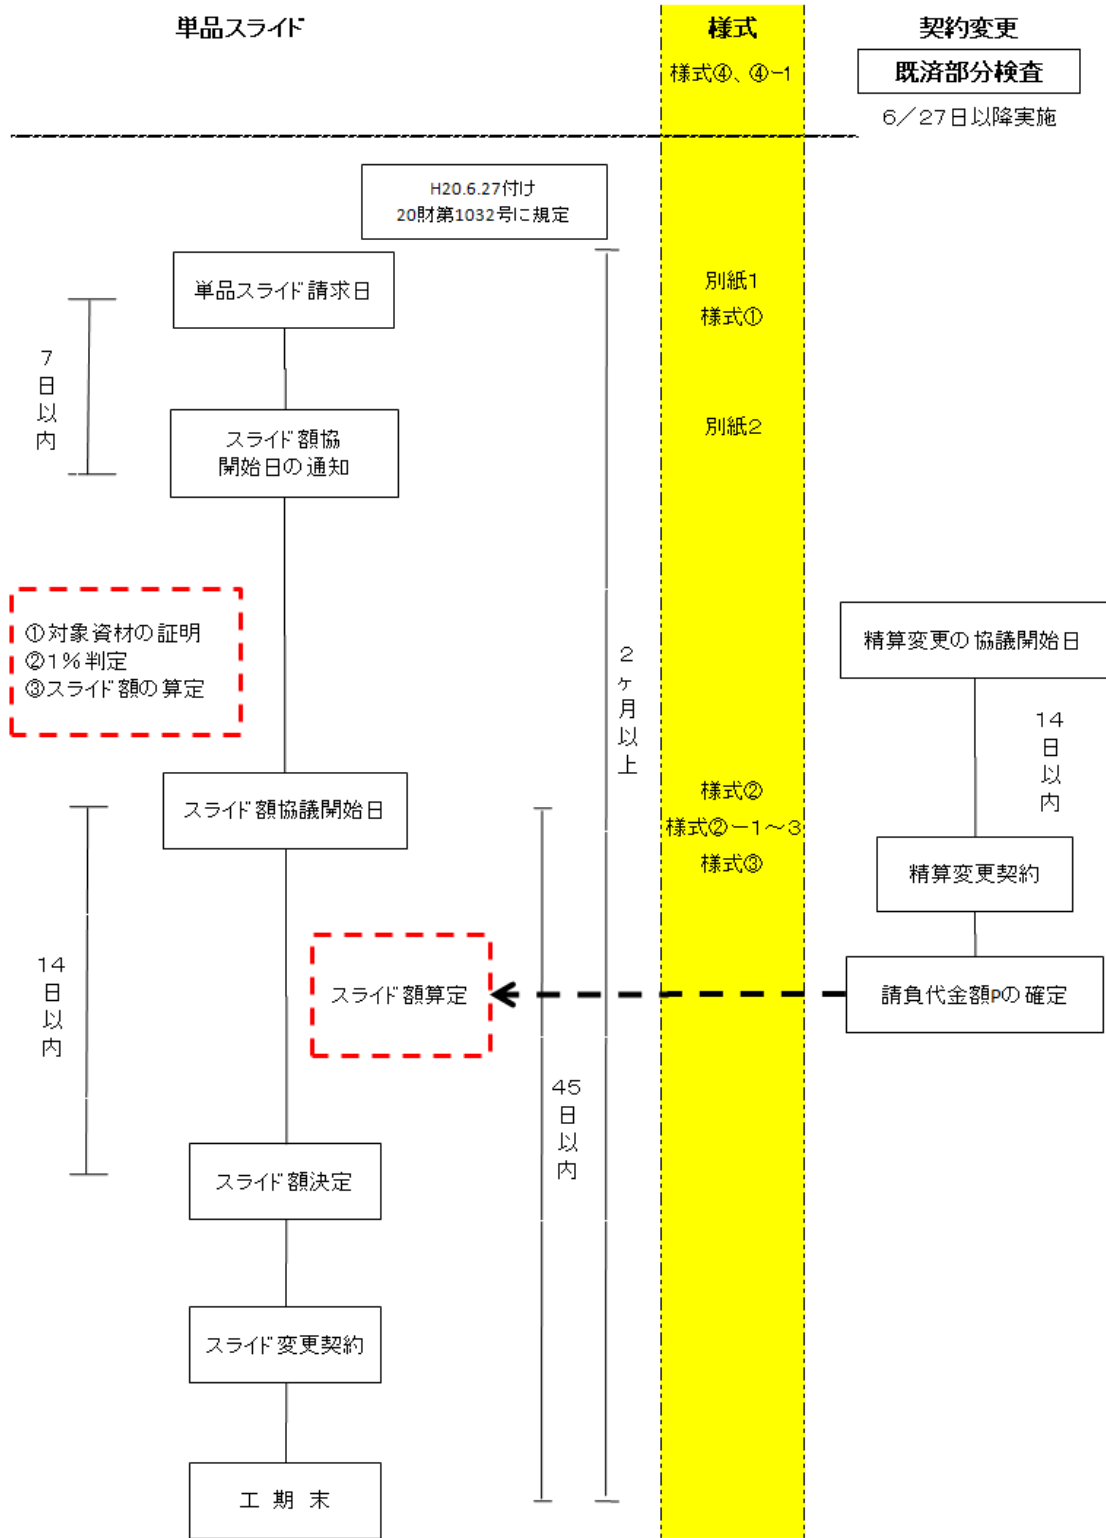 単品スライド
様式
契約変更
様式④、④-1
既済部分検査
6／27日以降実施
H20.6.27付け
20財第1032号に規定
単品スライド請求日
別紙1
様式①
7日以内
スライド額協
開始日の通知
別紙2
①対象資材の証明
②1％判定
③スライド額の算定
2ヶ月以上
精算変更の協議開始日
14日以内
スライド額協議開始日
様式②
様式②－1～3
様式③
精算変更契約
14日以内
スライド額算定
請負代金額Pの確定
45日以内
スライド額決定
スライド変更契約
工期末